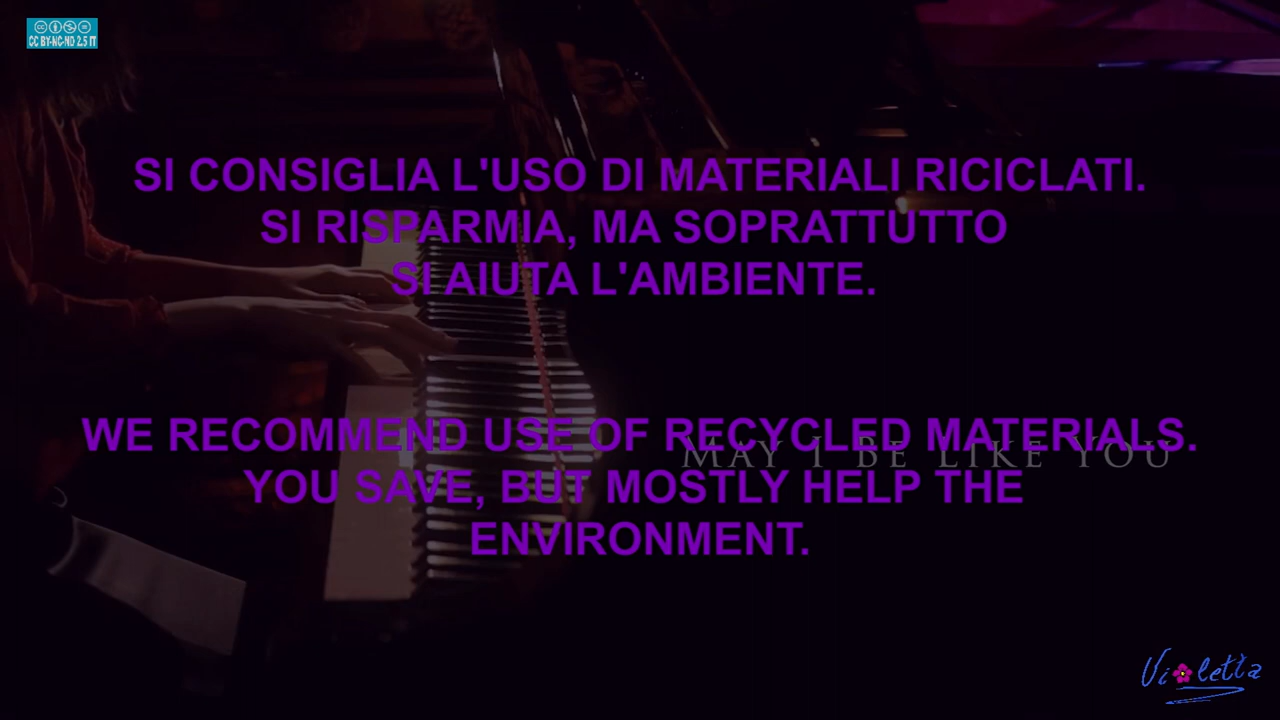 CC BY-NC-ND 2.5 IT
SI CONSIGLIA L'USO DI MATERIALI RICICLATI.
SI RISPARMIA, MA SOPRATTUTTO
SI AIUTA L'AMBIENTE.
WE RECOMMEND USE OF RECYCLED MATERIALS.
MAY I BE LIKE YOU
YOU SAVE, BUT MOSTLY HELP THE
ENVIRONMENT.
Violetta